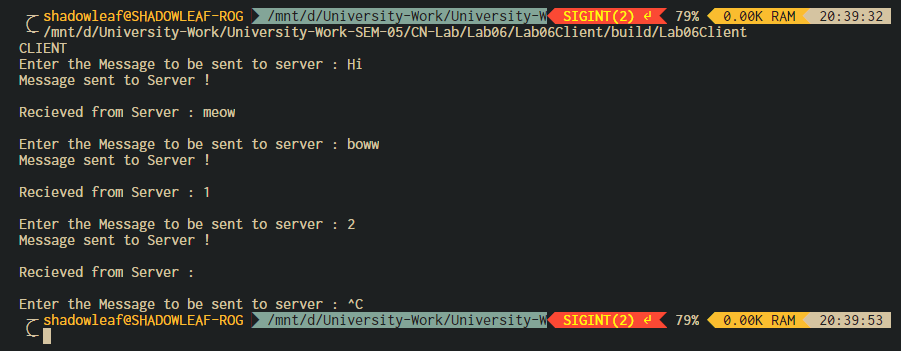 shadowleaf@SHADOWLEAF-ROG /mnt/d/University-Work/University-W SIGINT(2) ↵ 79% 0.00K RAM 20:39:32
/mnt/d/University-Work/University-Work-SEM-05/CN-Lab/Lab06/Lab06Client/build/Lab06Client
CLIENT
Enter the Message to be sent to server : Hi
Message sent to Server !
Recieved from Server : meow
Enter the Message to be sent to server : boww
Message sent to Server !
Recieved from Server : 1
Enter the Message to be sent to server : 2
Message sent to Server !
Recieved from Server :
Enter the Message to be sent to server : ^C
shadowleaf@SHADOWLEAF-ROG /mnt/d/University-Work/University-W SIGINT(2) ↵ 79% 0.00K RAM 20:39:53